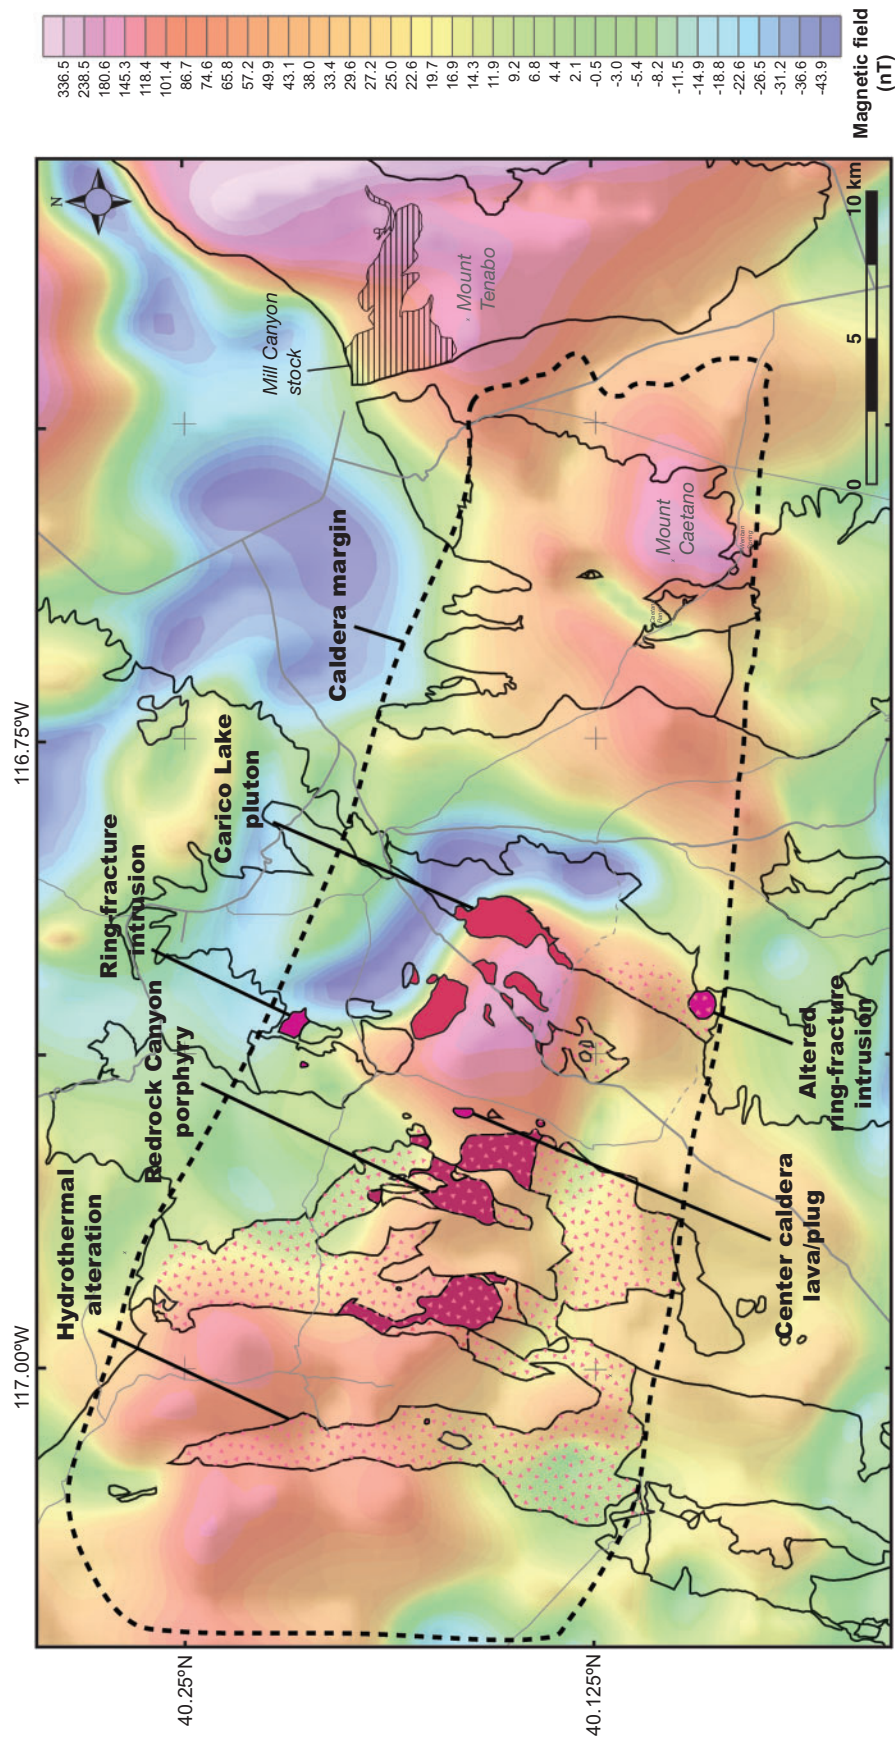 117.00ºW
116.75ºW
N
40.25ºN
40.125ºN
Hydrothermal
alteration
Redrock Canyon
porphyry
Ring-fracture
intrusion
Carico Lake
pluton
Caldera margin
Mill Canyon
stock
Mount
Tenabo
Mount
Caetano
Center caldera
lava/plug
Altered
ring-fracture
intrusion
0
5
10 km
336.5
238.5
180.6
145.3
118.4
101.4
86.7
74.6
65.8
57.2
49.9
43.1
38.0
33.4
29.6
27.2
25.0
22.6
19.7
16.9
14.3
11.9
9.2
6.8
4.4
2.1
-0.5
-3.0
-5.4
-8.2
-11.5
-14.9
-18.8
-22.6
-26.5
-31.2
-36.6
-43.9
Magnetic field
(nT)